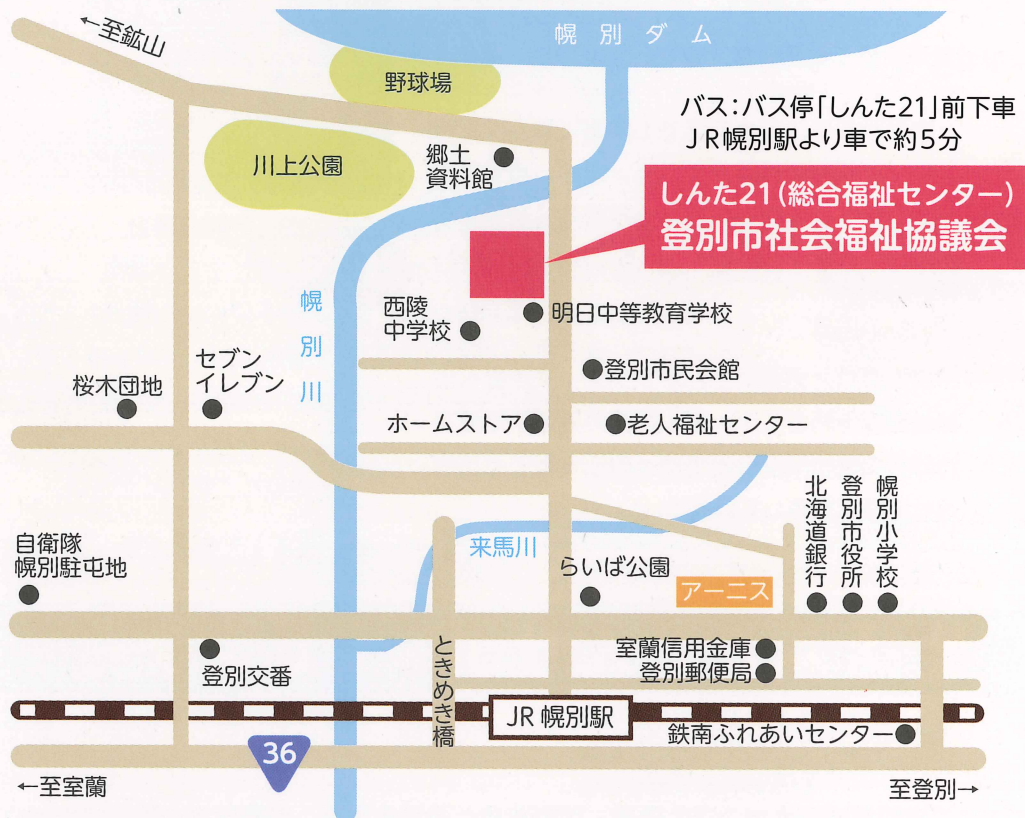 ←至鉱山
幌別ダム
野球場
バス：バス停「しんた21」前下車
JR幌別駅より車で約5分
川上公園
郷土
資料館
しんた21（総合福祉センター）
登別市社会福祉協議会
幌別川
西陵
中学校
明日中等教育学校
セブン
イレブン
桜木団地
登別市民会館
ホームストア
老人福祉センター
北海道銀行
登別市役所
幌別小学校
自衛隊
幌別駐屯地
来馬川
らいば公園
アーニス
登別交番
ときめき橋
室蘭信用金庫
登別郵便局
JR 幌別駅
鉄南ふれあいセンター
36
←至室蘭
至登別→